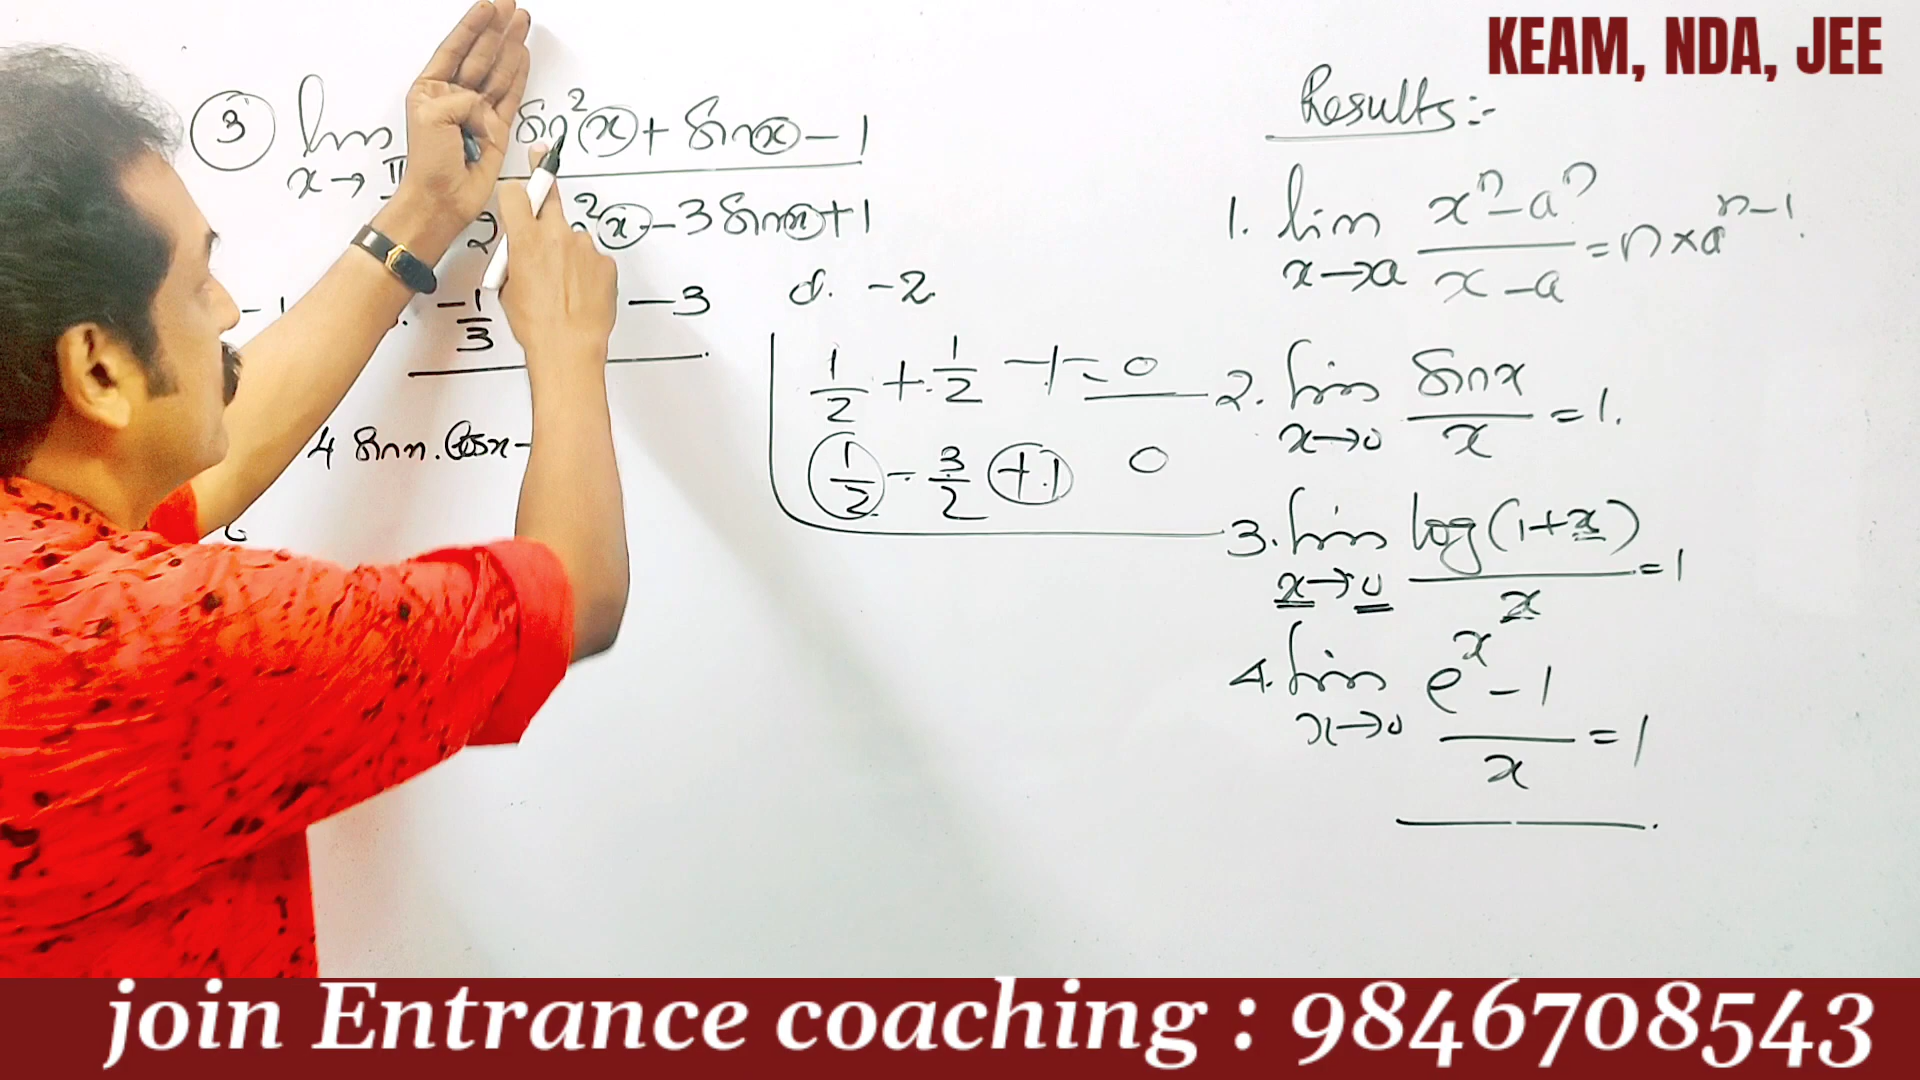 KEAM, NDA, JEE
3 lim x→π sin²(x) + sinx - 1
2 ²x - 3 sinx + 1
-1/3 -3 d. -2
1/2 + 1/2 - 1 = 0
1/2 - 3/2 +1 0
4 sinx.cosx -
Results:-
1. lim x→a xⁿ-aⁿ / x-a = n×aⁿ⁻¹.
2. lim x→0 sinx / x = 1.
3. lim x→0 log(1+x) / x = 1
4. lim x→0 eˣ-1 / x = 1
join Entrance coaching : 9846708543